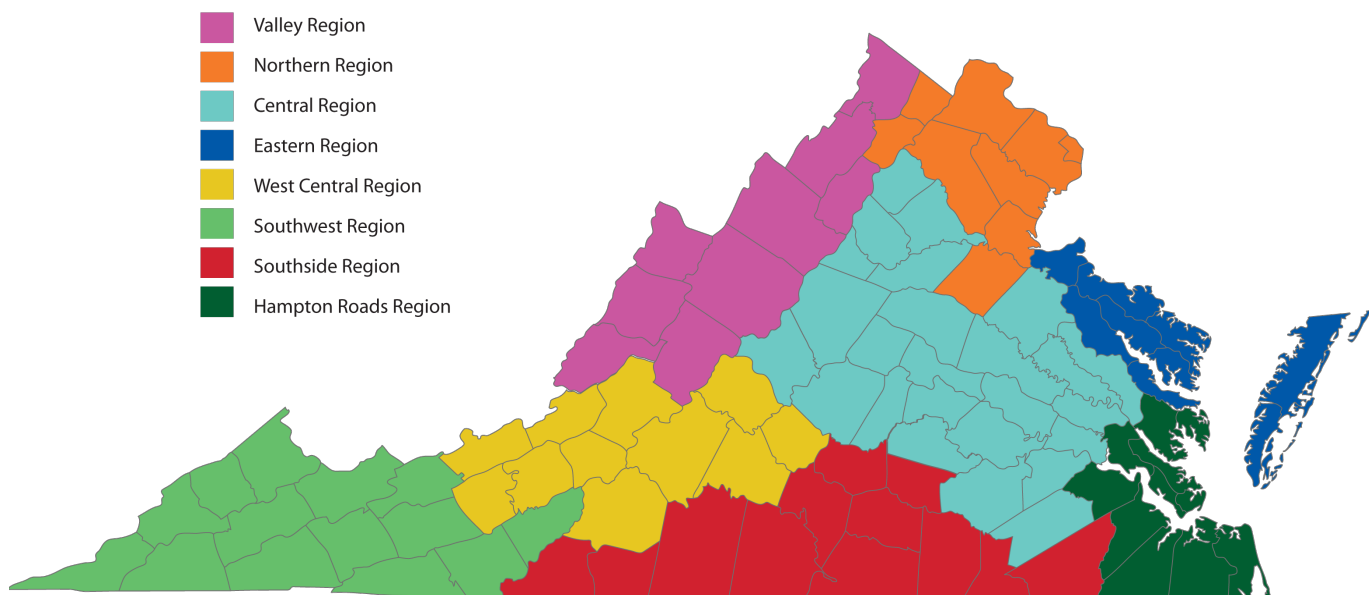 Valley Region
Northern Region
Central Region
Eastern Region
West Central Region
Southwest Region
Southside Region
Hampton Roads Region